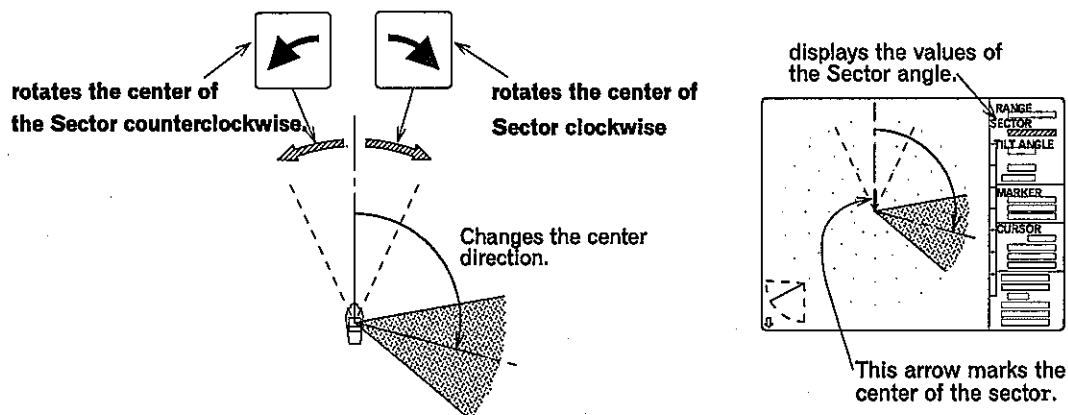 rotates the center of
the Sector counterclockwise.
rotates the center of
Sector clockwise
Changes the center
direction.
displays the values of
the Sector angle.
RANGE
SECTOR
TILT ANGLE
MARKER
CURSOR
This arrow marks the
center of the sector.